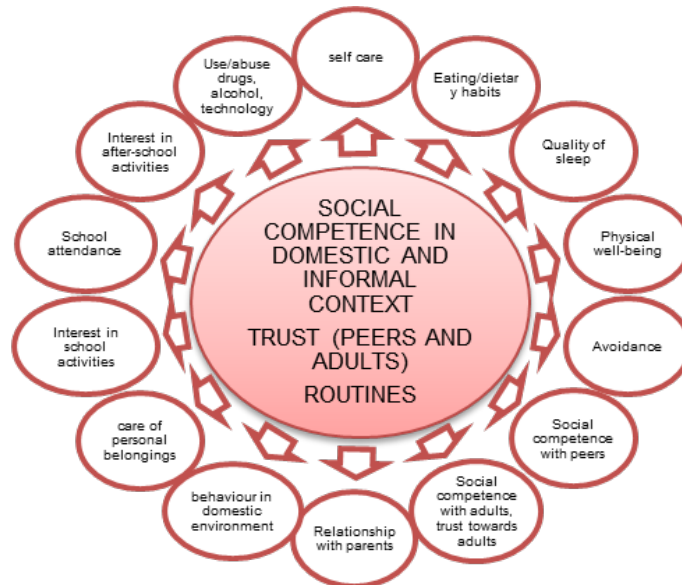 self care
Eating/dietar
y habits
Quality of
sleep
Physical
well-being
Avoidance
Social
competence
with peers
Social
competence
with adults,
trust towards
adults
Relationship
with parents
behaviour in
domestic
environment
care of
personal
belongings
Interest in
school
activities
School
attendance
Interest in
after-school
activities
Use/abuse
drugs,
alcohol,
technology
SOCIAL
COMPETENCE IN
DOMESTIC AND
INFORMAL
CONTEXT
TRUST (PEERS AND
ADULTS)
ROUTINES